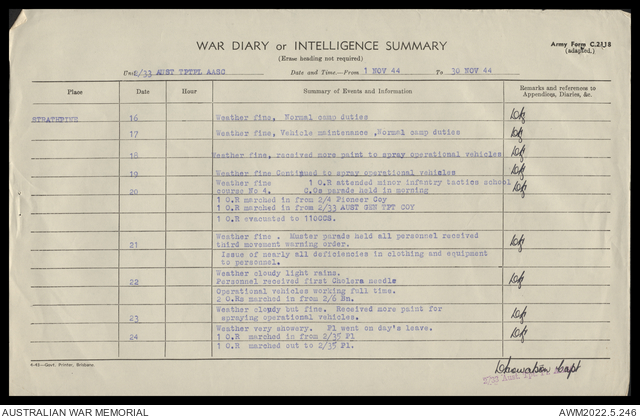 WAR DIARY or INTELLIGENCE SUMMARY
Army Form C.2118
(Erase heading not required)
(adapted.)
Unit 2/33 AUST TPTPL AASC Date and Time—From 1 NOV 44 To 30 NOV 44
Place Date Hour Summary of Events and Information Remarks and references to Appendices, Diaries, &c.
STRATHPINE 16 Weather fine, Normal camp duties
17 Weather fine, Vehicle maintenance ,Normal camp duties
18 Weather fine, received more paint to spray operational vehicles
19 Weather fine Continued to spray operational vehicles
20 Weather fine 1 O.R attended minor infantry tactics school
course No 4. C.Os parade held in morning
1 O.R marched in from 2/4 Pioneer Coy
1 O.R marched in from 2/33 AUST GEN TPT COY
1 O.R evacuated to 110CCS.
21 Weather fine . Muster parade held all personnel received
third movement warning order.
Issue of nearly all deficiencies in clothing and equipment
to personnel.
22 Weather cloudy light rains.
Personnel received first Cholera needle
Operational vehicles working full time.
2 O.Rs marched in from 2/6 Bn.
23 Weather cloudy but fine. Received more paint for
spraying operational vehicles.
24 Weather very showery. Pl went on day's leave.
1 O.R marched in from 2/35 Pl
1 O.R marched out to 2/35 Pl.
Govt. Printer, Brisbane
Capt
AUSTRALIAN WAR MEMORIAL
AWM2022.5.246